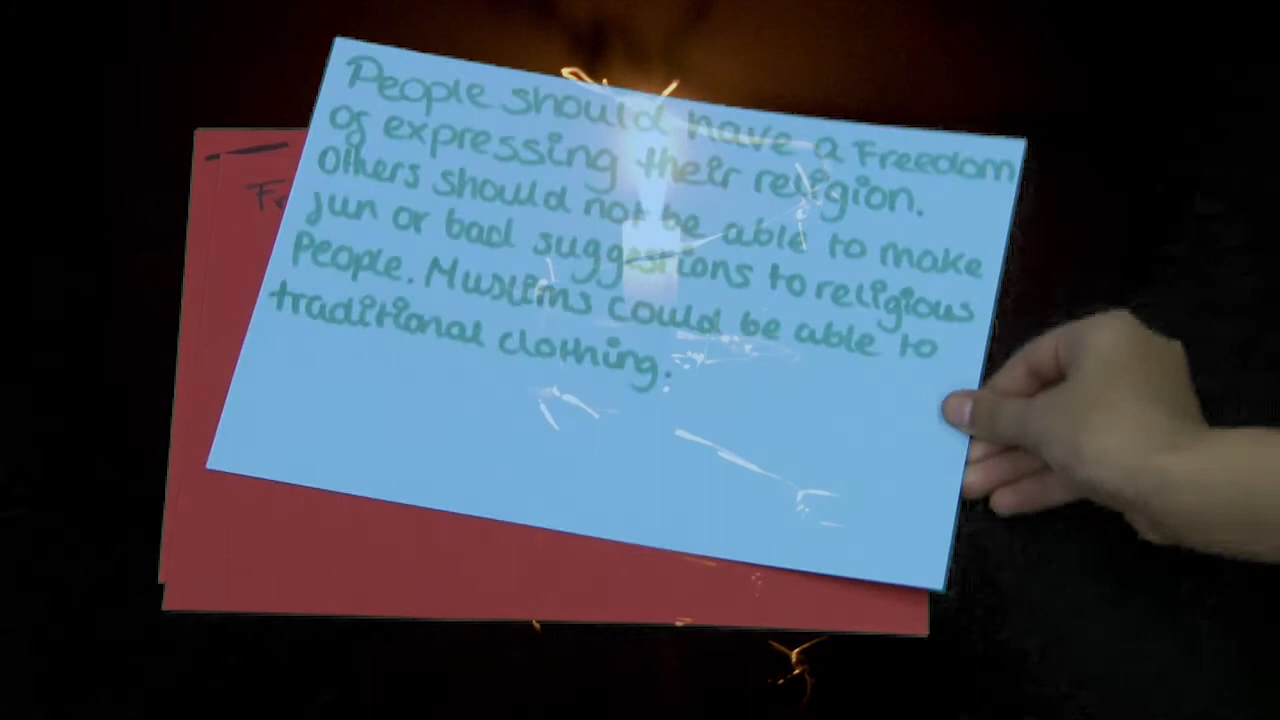 People should have a Freedom
of expressing their religion.
Others should not be able to make
fun or bad suggestions to religious
People. Muslims could be able to
traditional clothing.